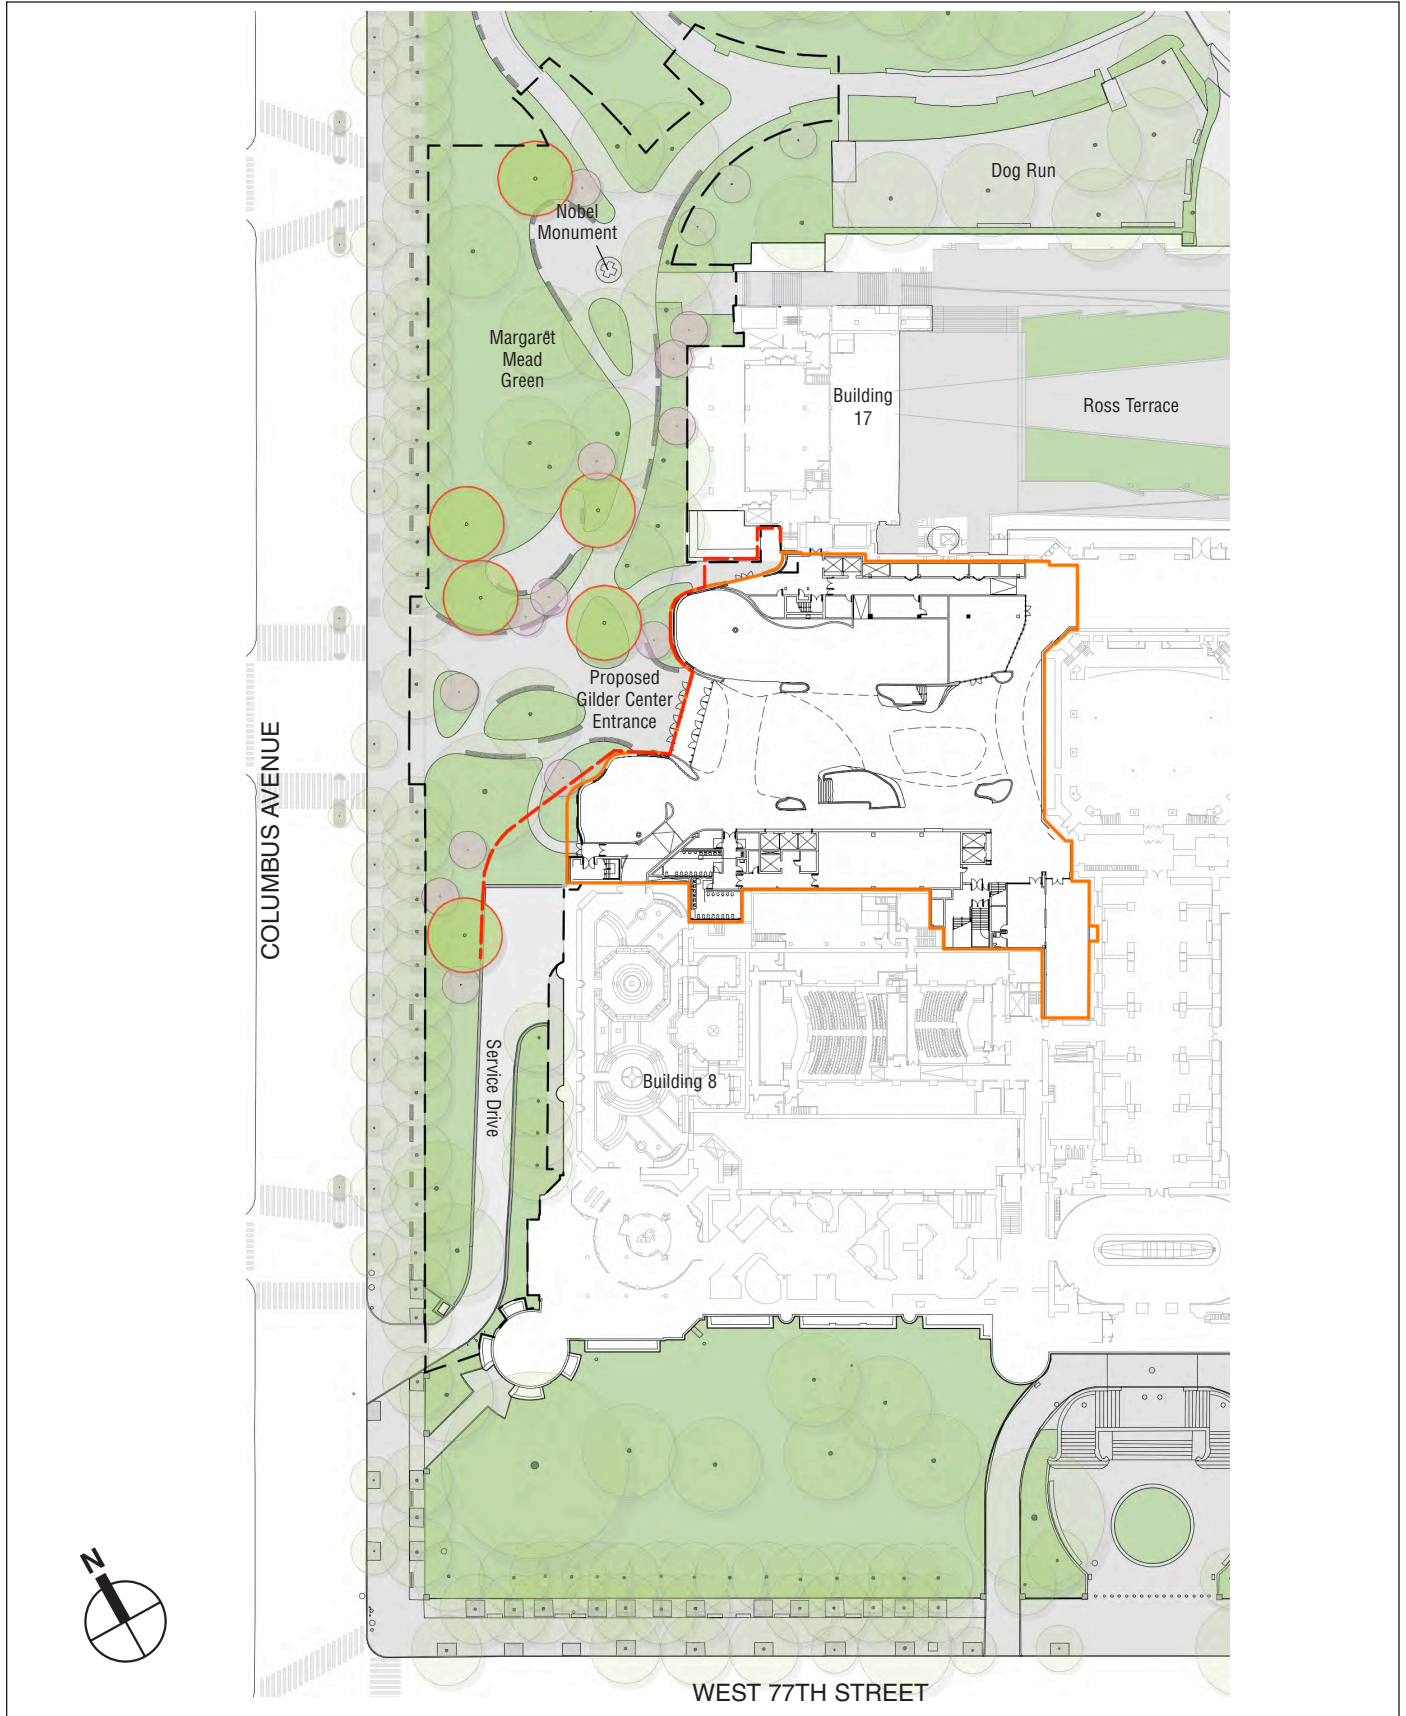 Dog Run
Nobel
Monument
Margaret
Mead
Green
Building
17
Ross Terrace
Proposed
Gilder Center
Entrance
COLUMBUS AVENUE
Service Drive
Building 8
N
WEST 77TH STREET